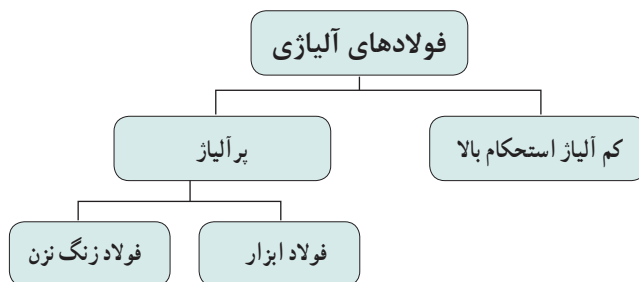 فولادهای آلیاژی
کم آلیاژ استحکام بالا
پرآلیاژ
فولاد ابزار
فولاد زنگ نزن